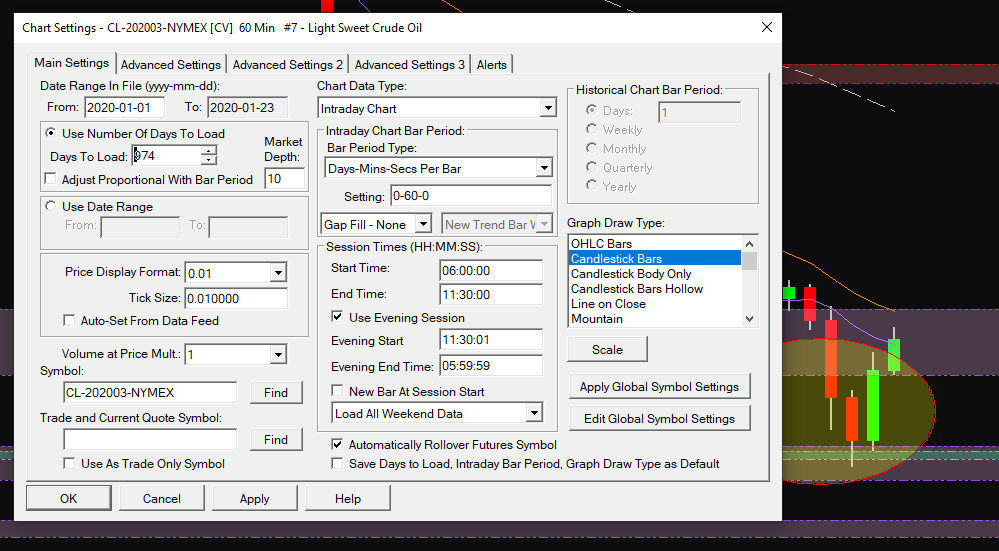 Chart Settings - CL-202003-NYMEX [CV]  60 Min   #7 - Light Sweet Crude Oil
Main Settings
Advanced Settings
Advanced Settings 2
Advanced Settings 3
Alerts
Date Range In File (yyyy-mm-dd):
From: 2020-01-01 To: 2020-01-23
Use Number Of Days To Load
Days To Load: 974
Market Depth:
10
Adjust Proportional With Bar Period
Use Date Range
From: To:
Price Display Format: 0.01
Tick Size: 0.010000
Auto-Set From Data Feed
Volume at Price Mult.: 1
Symbol:
CL-202003-NYMEX Find
Trade and Current Quote Symbol:
Find
Use As Trade Only Symbol
Chart Data Type:
Intraday Chart
Intraday Chart Bar Period:
Bar Period Type:
Days-Mins-Secs Per Bar
Setting: 0-60-0
Gap Fill - None New Trend Bar
Session Times (HH:MM:SS):
Start Time: 06:00:00
End Time: 11:30:00
Use Evening Session
Evening Start 11:30:01
Evening End Time: 05:59:59
New Bar At Session Start
Load All Weekend Data
Automatically Rollover Futures Symbol
Save Days to Load, Intraday Bar Period, Graph Draw Type as Default
Historical Chart Bar Period:
Days: 1
Weekly
Monthly
Quarterly
Yearly
Graph Draw Type:
OHLC Bars
Candlestick Bars
Candlestick Body Only
Candlestick Bars Hollow
Line on Close
Mountain
Scale
Apply Global Symbol Settings
Edit Global Symbol Settings
OK
Cancel
Apply
Help